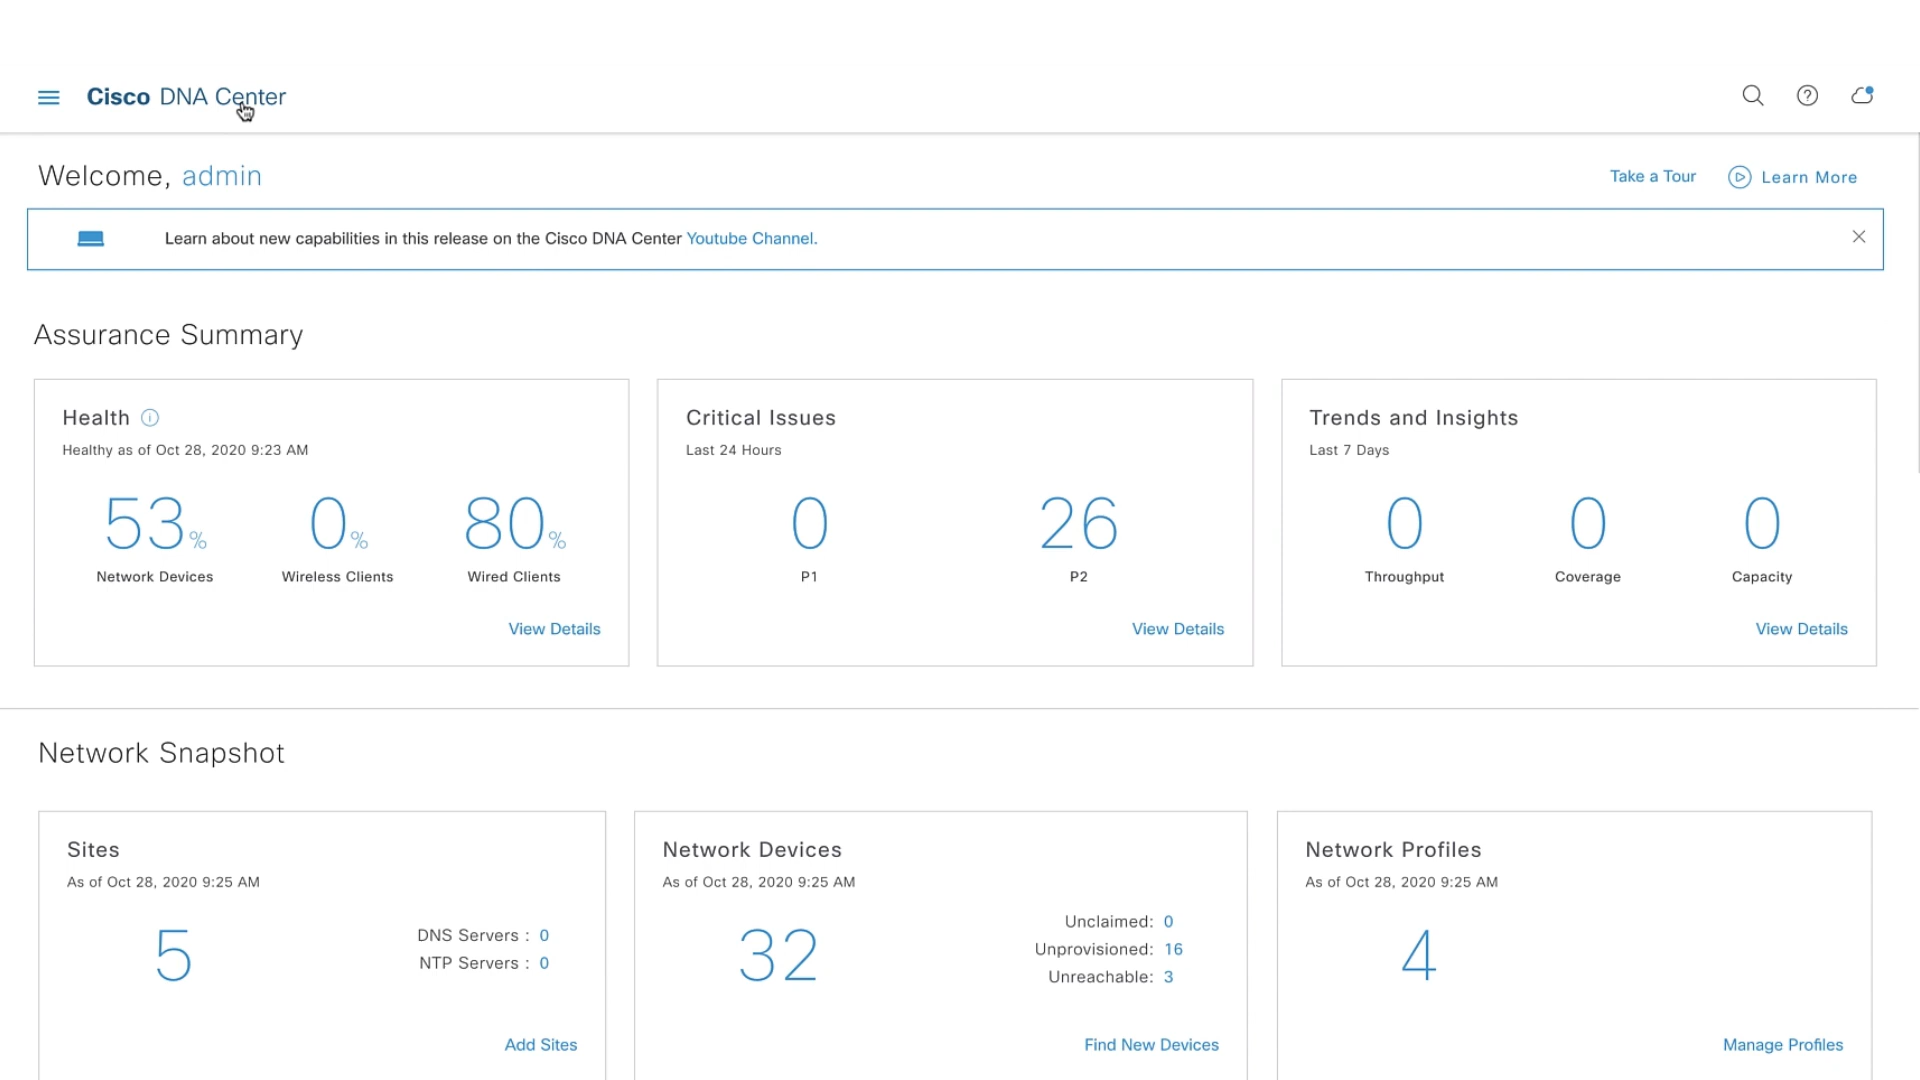 Cisco DNA Center
Welcome, admin
Take a Tour
Learn More
Learn about new capabilities in this release on the Cisco DNA Center Youtube Channel.
Assurance Summary
Health
Healthy as of Oct 28, 2020 9:23 AM
53%
Network Devices
0%
Wireless Clients
80%
Wired Clients
View Details
Critical Issues
Last 24 Hours
0
P1
26
P2
View Details
Trends and Insights
Last 7 Days
0
Throughput
0
Coverage
0
Capacity
View Details
Network Snapshot
Sites
As of Oct 28, 2020 9:25 AM
5
DNS Servers : 0
NTP Servers : 0
Add Sites
Network Devices
As of Oct 28, 2020 9:25 AM
32
Unclaimed: 0
Unprovisioned: 16
Unreachable: 3
Find New Devices
Network Profiles
As of Oct 28, 2020 9:25 AM
4
Manage Profiles